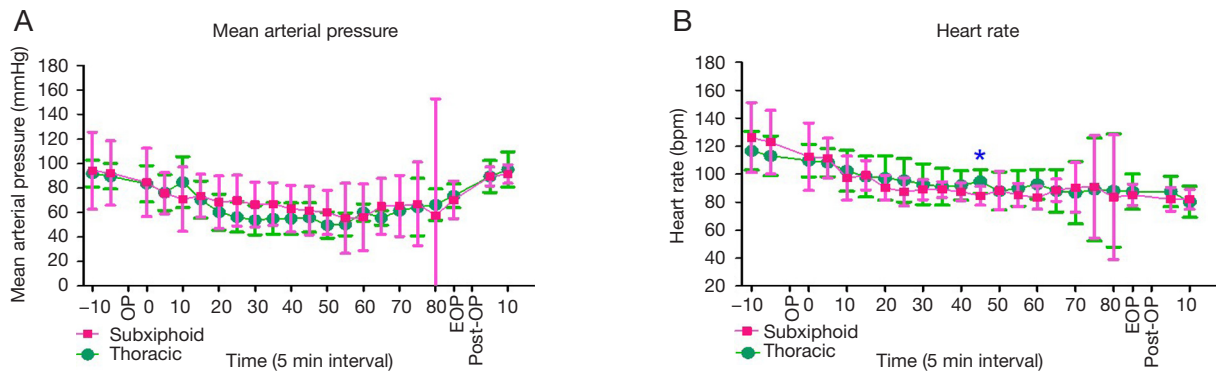 A
Mean arterial pressure
Mean arterial pressure (mmHg)
180
160
140
120
100
80
60
40
20
0
−10 OP 0 10 20 30 40 50 60 70 80 EOP Post-OP 10
Subxiphoid
Thoracic
Time (5 min interval)
B
Heart rate
Heart rate (bpm)
180
160
140
120
100
80
60
40
20
*
−10 OP 0 10 20 30 40 50 60 70 80 EOP Post-OP 10
Subxiphoid
Thoracic
Time (5 min interval)